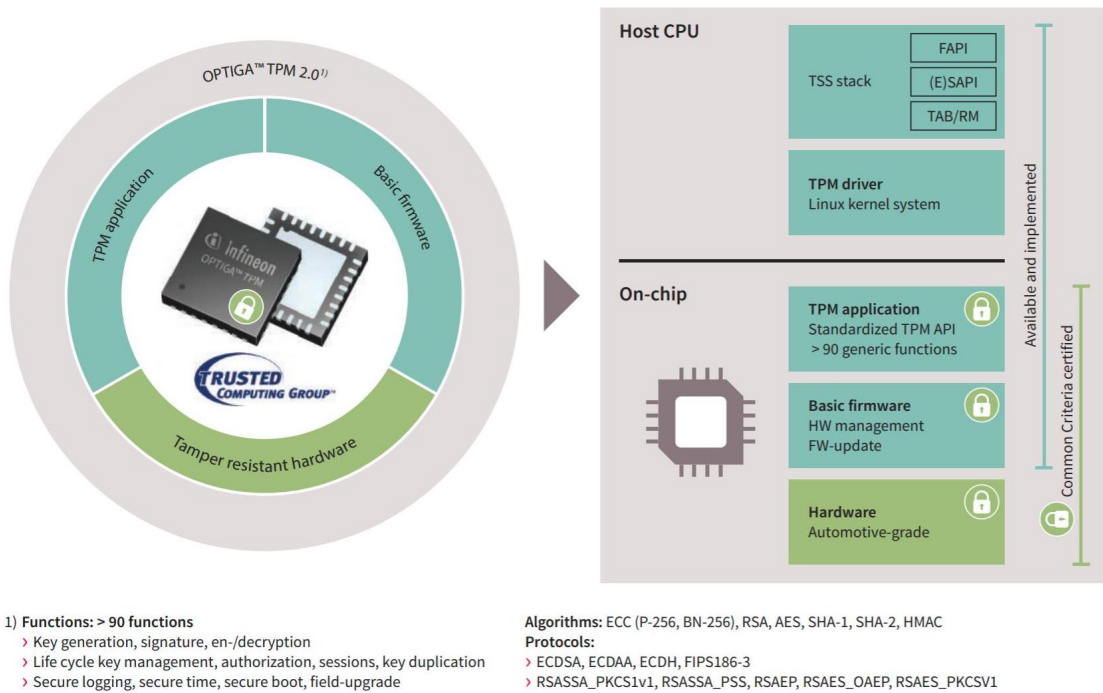 OPTIGA™ TPM 2.0¹⁾
TPM application
Basic firmware
infineon
OPTIGA™ TPM
TRUSTED
COMPUTING GROUP™
Tamper resistant hardware
Host CPU
TSS stack
FAPI
(E)SAPI
TAB/RM
TPM driver
Linux kernel system
On-chip
TPM application
Standardized TPM API
> 90 generic functions
Basic firmware
HW management
FW-update
Hardware
Automotive-grade
Available and implemented
Common Criteria certified
1) Functions: > 90 functions
› Key generation, signature, en-/decryption
› Life cycle key management, authorization, sessions, key duplication
› Secure logging, secure time, secure boot, field-upgrade
Algorithms: ECC (P-256, BN-256), RSA, AES, SHA-1, SHA-2, HMAC
Protocols:
› ECDSA, ECDAA, ECDH, FIPS186-3
› RSASSA_PKCS1v1, RSASSA_PSS, RSAEP, RSAES_OAEP, RSAES_PKCSV1